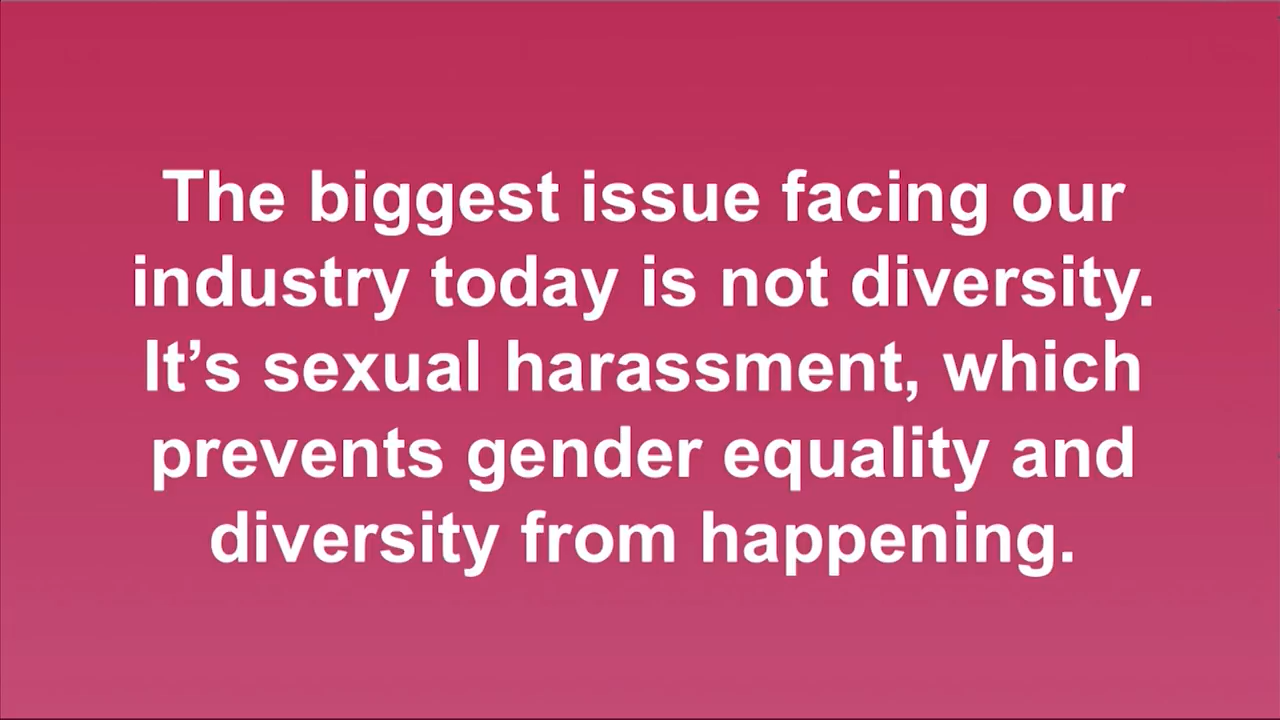 The biggest issue facing our
industry today is not diversity.
It’s sexual harassment, which
prevents gender equality and
diversity from happening.